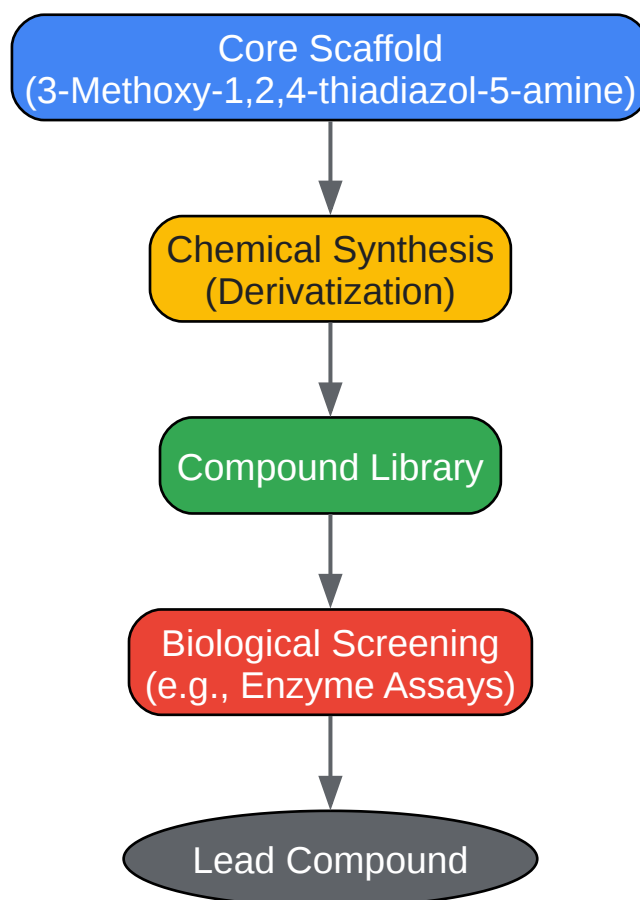 Core Scaffold
(3-Methoxy-1,2,4-thiadiazol-5-amine)
Chemical Synthesis
(Derivatization)
Compound Library
Biological Screening
(e.g., Enzyme Assays)
Lead Compound